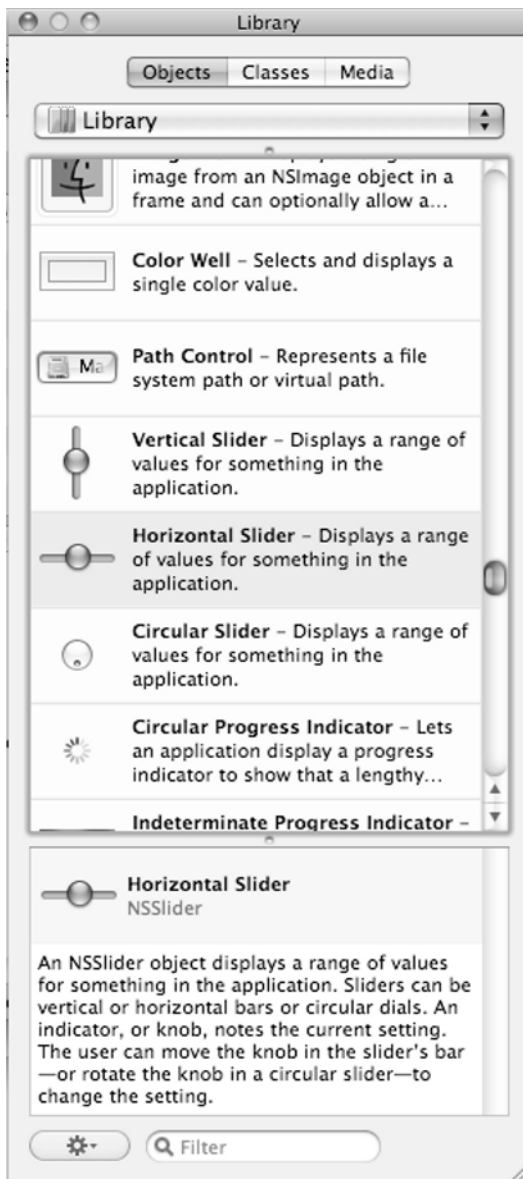 Library
Objects Classes Media
Library
image from an NSImage object in a
frame and can optionally allow a...
Color Well – Selects and displays a
single color value.
Ma
Path Control – Represents a file
system path or virtual path.
Vertical Slider – Displays a range of
values for something in the
application.
Horizontal Slider – Displays a range
of values for something in the
application.
Circular Slider – Displays a range of
values for something in the
application.
Circular Progress Indicator – Lets
an application display a progress
indicator to show that a lengthy...
Indeterminate Progress Indicator –
Horizontal Slider
NSSlider
An NSSlider object displays a range of values
for something in the application. Sliders can be
vertical or horizontal bars or circular dials. An
indicator, or knob, notes the current setting.
The user can move the knob in the slider's bar
—or rotate the knob in a circular slider—to
change the setting.
Filter